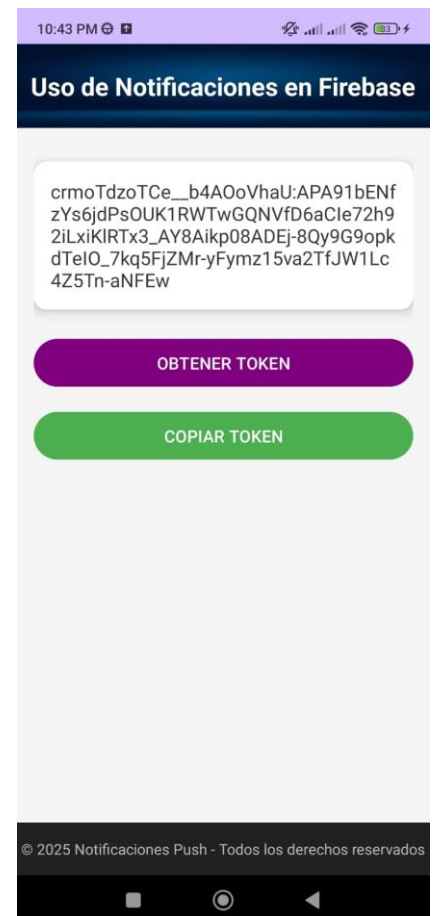 10:43 PM
83
Uso de Notificaciones en Firebase
crmoTdzoTCe__b4AOoVhaU:APA91bENf
zYs6jdPsOUK1RWTwGQNVfD6aCIe72h9
2iLxiKlRTx3_AY8Aikp08ADEj-8Qy9G9opk
dTeIO_7kq5FjZMr-yFymz15va2TfJW1Lc
4Z5Tn-aNFEw
OBTENER TOKEN
COPIAR TOKEN
© 2025 Notificaciones Push - Todos los derechos reservados